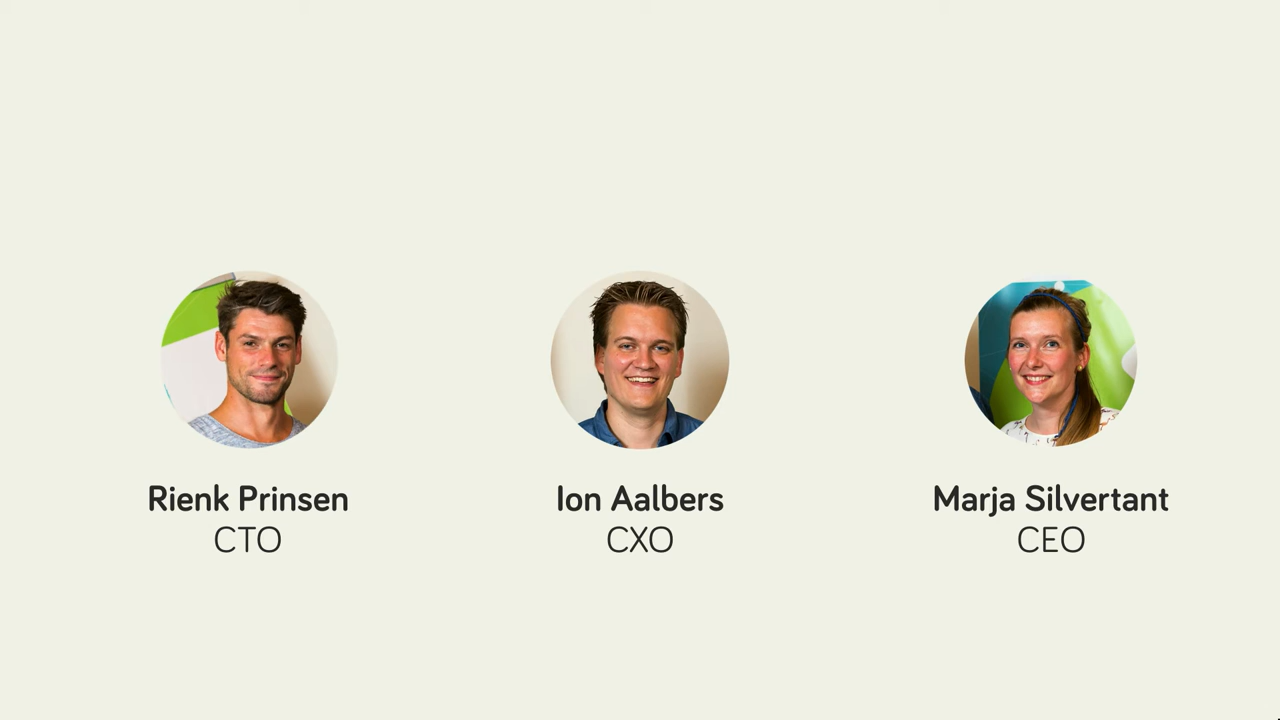 Rienk Prinsen
CTO
Ion Aalbers
CXO
Marja Silvertant
CEO